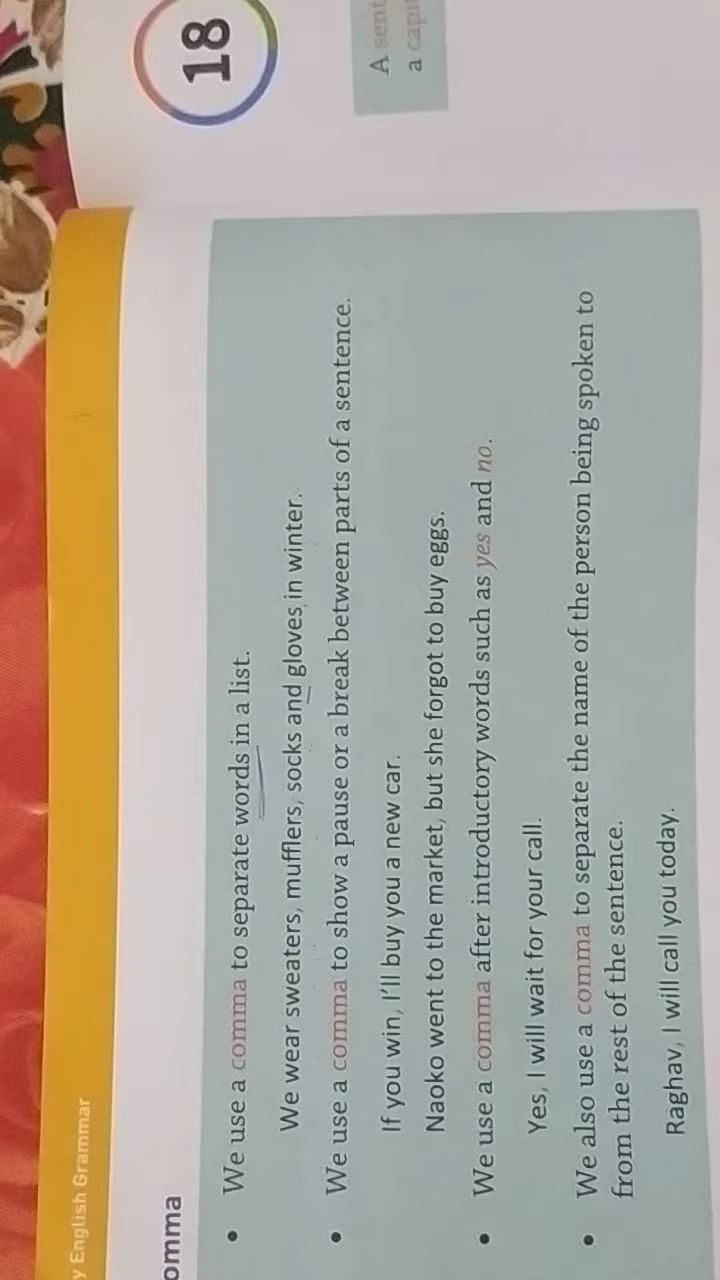 y English Grammar
omma
• We use a comma to separate words in a list.
We wear sweaters, mufflers, socks and gloves in winter.
• We use a comma to show a pause or a break between parts of a sentence.
If you win, I'll buy you a new car.
Naoko went to the market, but she forgot to buy eggs.
• We use a comma after introductory words such as yes and no.
Yes, I will wait for your call.
• We also use a comma to separate the name of the person being spoken to
from the rest of the sentence.
Raghav, I will call you today.
18
A sent
a capit